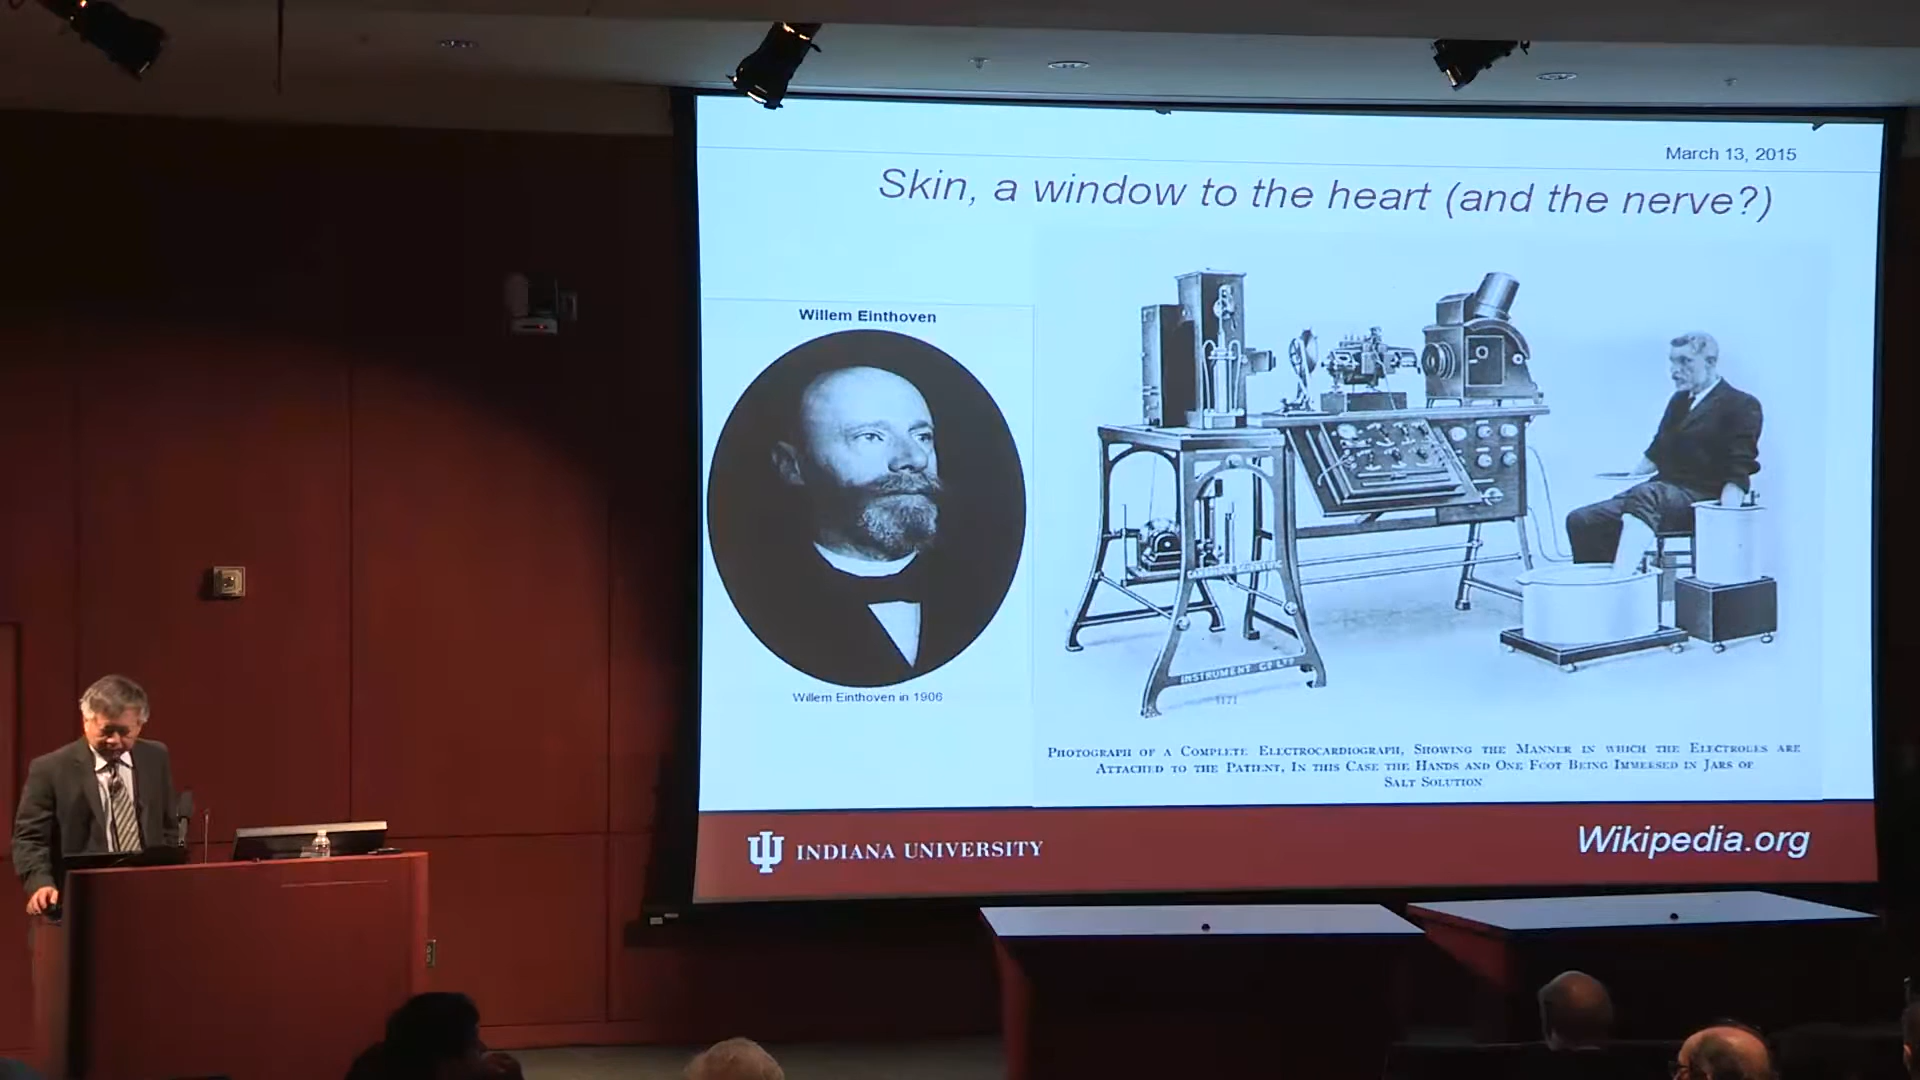 March 13, 2015
Skin, a window to the heart (and the nerve?)
Willem Einthoven
Willem Einthoven in 1906
INSTRUMENT CO LTD
PHOTOGRAPH OF A COMPLETE ELECTROCARDIOGRAPH, SHOWING THE MANNER IN WHICH THE ELECTRODES ARE
ATTACHED TO THE PATIENT, IN THIS CASE THE HANDS AND ONE FOOT BEING IMMERSED IN JARS OF
SALT SOLUTION
INDIANA UNIVERSITY
Wikipedia.org